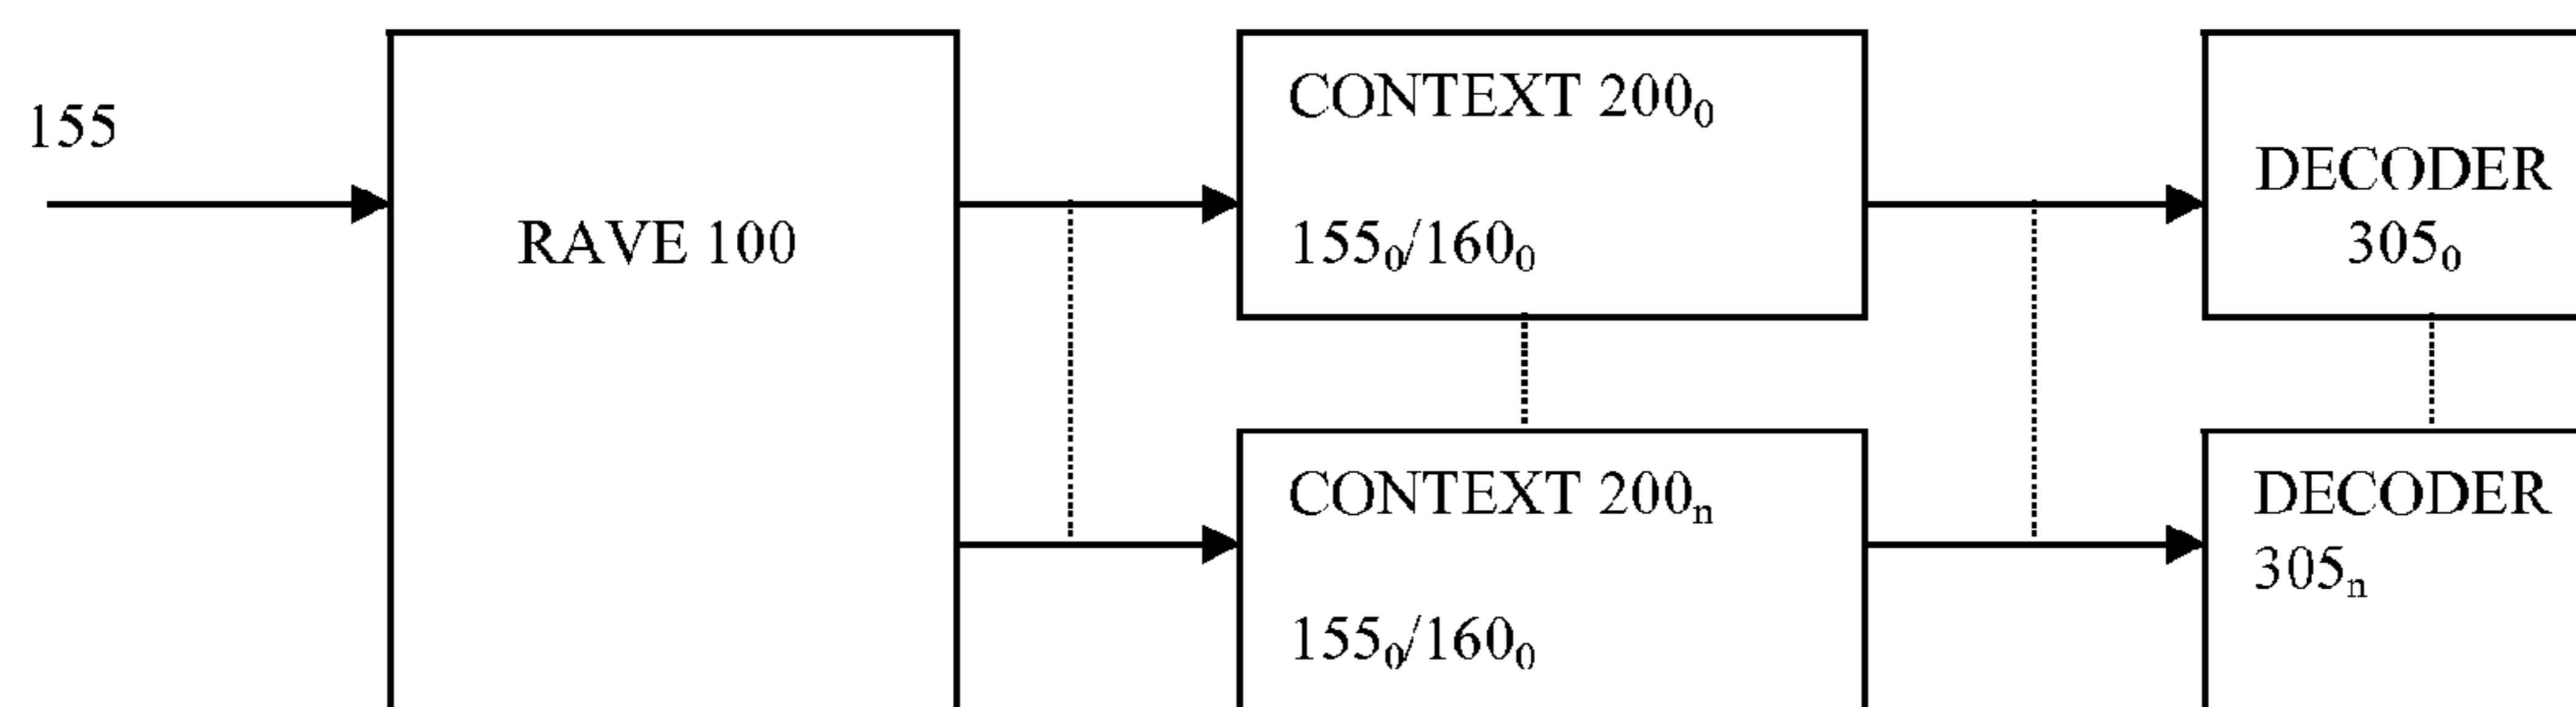 155
RAVE 100
CONTEXT 200₀
155₀/160₀
DECODER
305₀
CONTEXT 200ₙ
155₀/160₀
DECODER
305ₙ